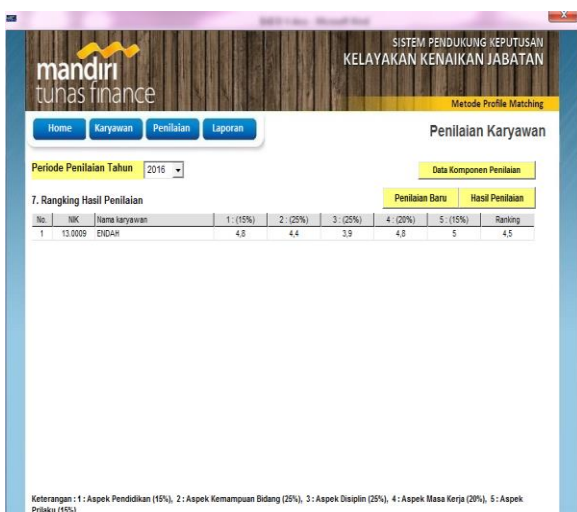 SISTEM PENDUKUNG KEPUTUSAN
KELAYAKAN KENAIKAN JABATAN
mandiri
tunas finance
Metode Profile Matching
Home Karyawan Penilaian Laporan
Penilaian Karyawan
Periode Penilaian Tahun 2016
Data Komponen Penilaian
7. Rangking Hasil Penilaian
Penilaian Baru Hasil Penilaian
No. NIK Nama karyawan 1 : (15%) 2 : (25%) 3 : (25%) 4 : (20%) 5 : (15%) Ranking
1 13.0009 ENDAH 4,8 4,4 3,9 4,8 5 4,5
Keterangan : 1 : Aspek Pendidikan (15%), 2 : Aspek Kemampuan Bidang (25%), 3 : Aspek Disiplin (25%), 4 : Aspek Masa Kerja (20%), 5 : Aspek
Prilaku (15%)